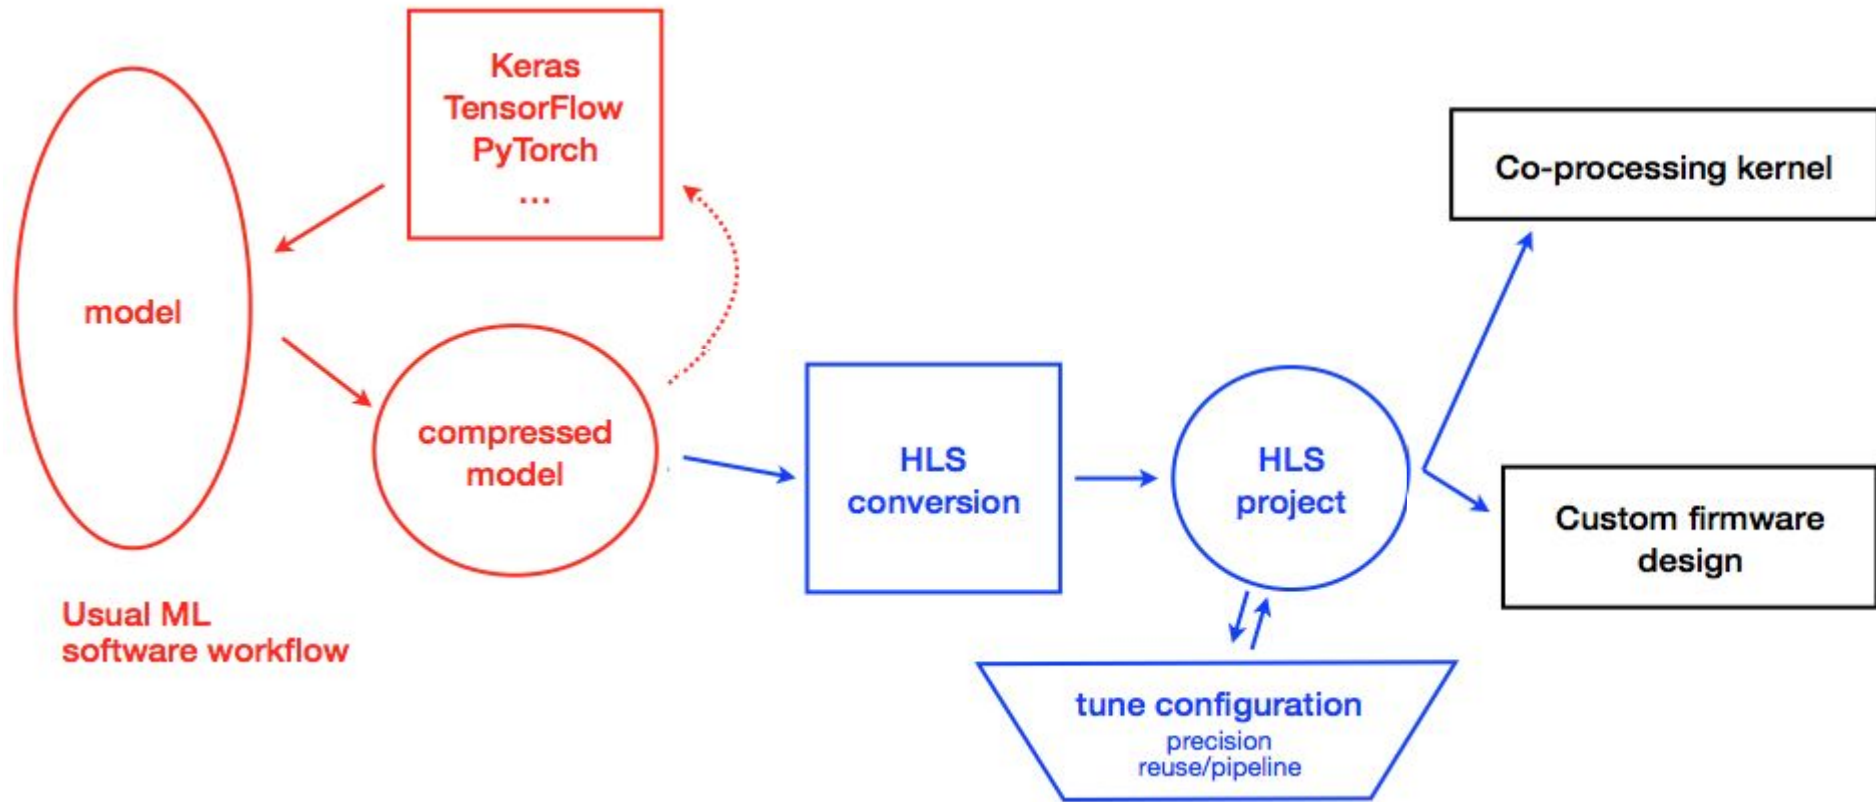 Keras
TensorFlow
PyTorch
...
model
compressed
model
Usual ML
software workflow
HLS
conversion
HLS
project
tune configuration
precision
reuse/pipeline
Co-processing kernel
Custom firmware
design